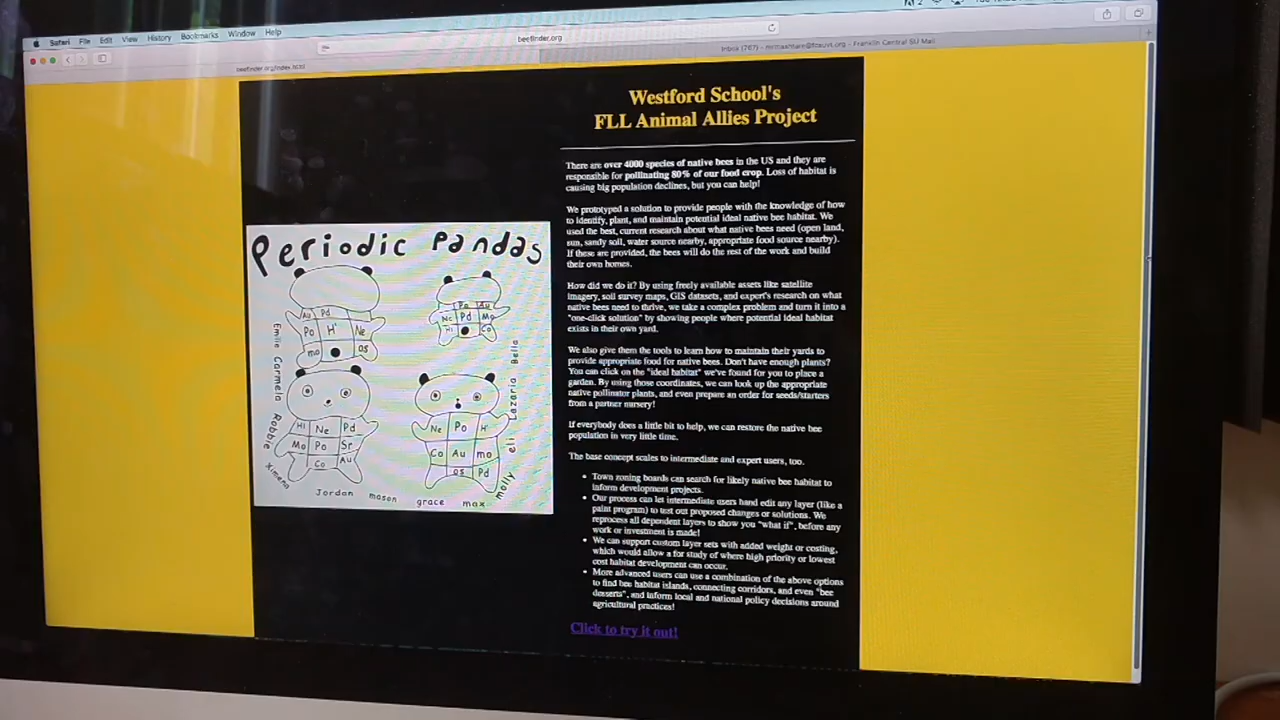 Safari File Edit View History Bookmarks Window Help
beefinder.org
beefinder.org/index.html
Franklin Central SU Mail
Westford School's
FLL Animal Allies Project
There are over 4000 species of native bees in the US and they are
responsible for pollinating 80% of our food crop. Loss of habitat is
causing big population declines, but you can help!
We prototyped a solution to provide people with the knowledge of how
to identify, plant, and maintain potential ideal native bee habitat. We
used the best, current research about what native bees need (open land,
sun, sandy soil, water source nearby, appropriate food source nearby).
If these are provided, the bees will do the rest of the work and build
their own homes.
How did we do it? By using freely available assets like satellite
imagery, soil survey maps, GIS datasets, and expert's research on what
native bees need to thrive, we take a complex problem and turn it into a
"one-click solution" by showing people where potential ideal habitat
exists in their own yard.
We also give them the tools to learn how to maintain their yards to
provide appropriate food for native bees. Don't have enough plants?
You can click on the "ideal habitat" we've found for you to place a
garden. By using those coordinates, we can look up the appropriate
native pollinator plants, and even prepare an order for seeds/starters
from a partner nursery!
If everybody does a little bit to help, we can restore the native bee
population in very little time.
The base concept scales to intermediate and expert users, too.
• Town zoning boards can search for likely native bee habitat to
inform development projects.
• Our process can let intermediate users hand edit any layer (like a
paint program) to test out proposed changes or solutions. We
reprocess all dependent layers to show you "what if", before any
work or investment is made!
• We can support custom layer sets with added weight or costing,
which would allow a for study of where high priority or lowest
cost habitat development can occur.
• More advanced users can use a combination of the above options
to find bee habitat islands, connecting corridors, and even "bee
desserts", and inform local and national policy decisions around
agricultural practices!
Click to try it out!
Periodic Pandas
Au Pd
Po H' Ne
mo os
Po Au
Nc Pd Mo
Hi Co
Hi Ne Pd
Mo Po Sr
Co Au
Ne Po H'
Co Au mo
os Pd
Emilie Carmela Robbie Ximena
Jordan mason grace max molly
eli Lazaria Bella